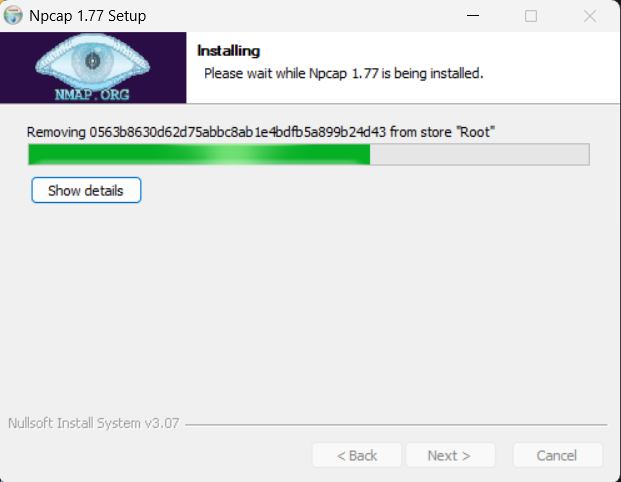 Npcap 1.77 Setup
NMAP.ORG
Installing
Please wait while Npcap 1.77 is being installed.
Removing 0563b8630d62d75abbc8ab1e4bdfb5a899b24d43 from store "Root"
Show details
Nullsoft Install System v3.07
< Back
Next >
Cancel